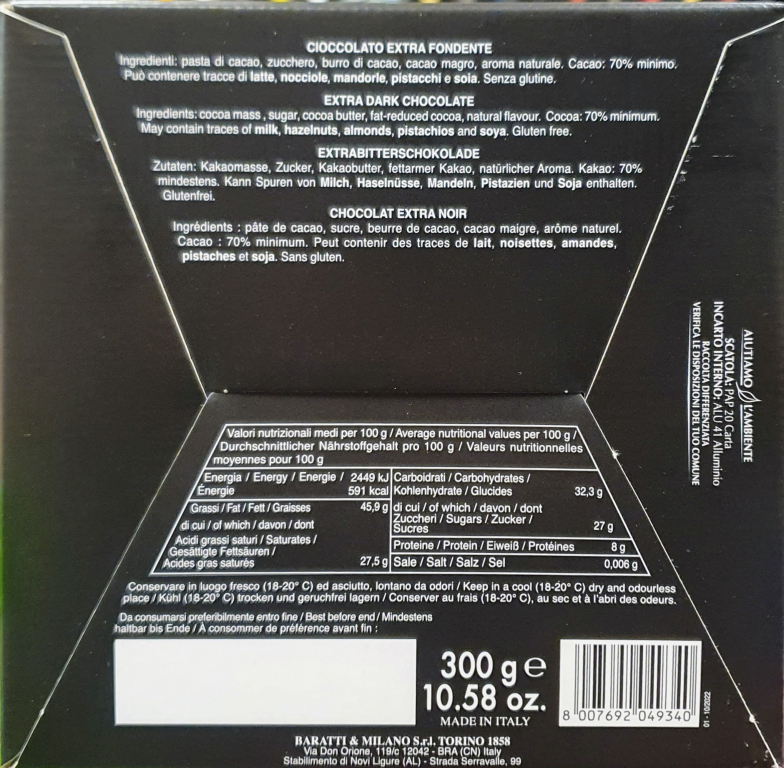 CIOCCOLATO EXTRA FONDENTE
Ingredienti: pasta di cacao, zucchero, burro di cacao, cacao magro, aroma naturale. Cacao: 70% minimo.
Può contenere tracce di latte, nocciole, mandorle, pistacchi e soia. Senza glutine.
EXTRA DARK CHOCOLATE
Ingredients: cocoa mass, sugar, cocoa butter, fat-reduced cocoa, natural flavour. Cocoa: 70% minimum.
May contain traces of milk, hazelnuts, almonds, pistachios and soya. Gluten free.
EXTRABITTERSCHOKOLADE
Zutaten: Kakaomasse, Zucker, Kakaobutter, fettarmer Kakao, natürlicher Aroma. Kakao: 70%
mindestens. Kann Spuren von Milch, Haselnüsse, Mandeln, Pistazien und Soja enthalten.
Glutenfrei.
CHOCOLAT EXTRA NOIR
Ingrédients : pâte de cacao, sucre, beurre de cacao, cacao maigre, arôme naturel.
Cacao : 70% minimum. Peut contenir des traces de lait, noisettes, amandes,
pistaches et soja. Sans gluten.
AIUTIAMO L'AMBIENTE
SCATOLA: PAP 20 Carta
INCARTO INTERNO: ALU 41 Alluminio
RACCOLTA DIFFERENZIATA
VERIFICA LE DISPOSIZIONI DEL TUO COMUNE
Valori nutrizionali medi per 100 g / Average nutritional values per 100 g /
Durchschnittlicher Nährstoffgehalt pro 100 g / Valeurs nutritionnelles
moyennes pour 100 g
Energia / Energy / Energie / 2449 kJ
Énergie 591 kcal
Grassi / Fat / Fett / Graisses 45,9 g
di cui / of which / davon / dont
Acidi grassi saturi / Saturates /
Gesättigte Fettsäuren /
Acides gras saturés 27,5 g
Carboidrati / Carbohydrates /
Kohlenhydrate / Glucides 32,3 g
di cui / of which / davon / dont
Zuccheri / Sugars / Zucker /
Sucres 27 g
Proteine / Protein / Eiweiß / Protéines 8 g
Sale / Salt / Salz / Sel 0,006 g
Conservare in luogo fresco (18-20° C) ed asciutto, lontano da odori / Keep in a cool (18-20° C) dry and odourless
place / Kühl (18-20° C) trocken und geruchfrei lagern / Conserver au frais (18-20° C), au sec et à l'abri des odeurs.
Da consumarsi preferibilmente entro fine / Best before end / Mindestens
haltbar bis Ende / À consommer de préférence avant fin :
300 g e
10.58 oz.
MADE IN ITALY
8 007692 049340
01 - 10/2022
BARATTI & MILANO S.r.l. TORINO 1858
Via Don Orione, 119/c 12042 - BRA (CN) Italy
Stabilimento di Novi Ligure (AL) - Strada Serravalle, 99